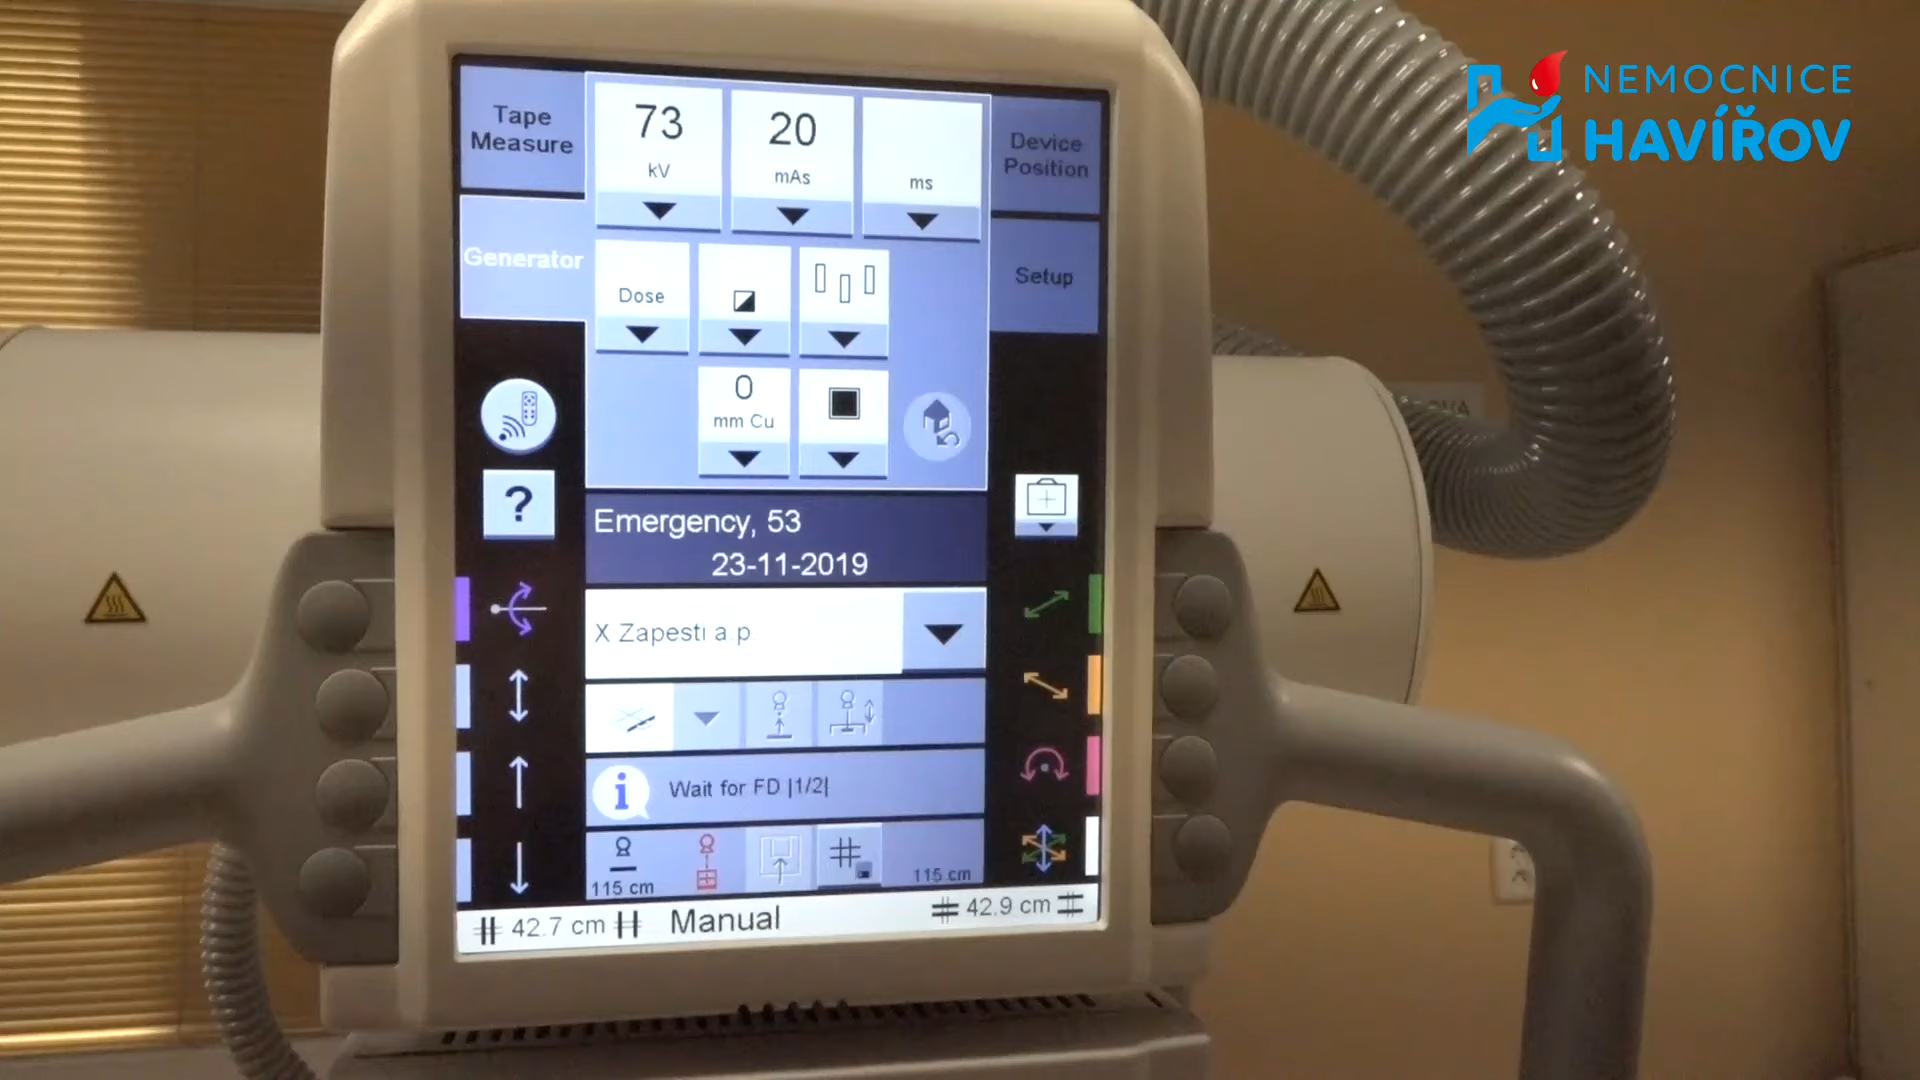 NEMOCNICE
HAVÍŘOV
Tape
Measure
73
kV
20
mAs
ms
Device
Position
Generator
Dose
Setup
0
mm Cu
?
Emergency, 53
23-11-2019
X Zapesti a.p
i
Wait for FD |1/2|
115 cm
115 cm
42.7 cm
Manual
42.9 cm